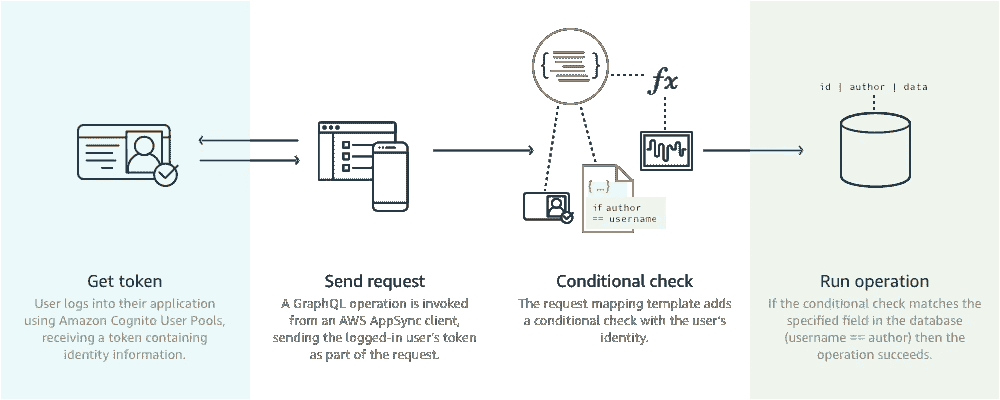 { }
fx
id | author | data
{ ... }
if author
== username
Get token
User logs into their application
using Amazon Cognito User Pools,
receiving a token containing
identity information.
Send request
A GraphQL operation is invoked
from an AWS AppSync client,
sending the logged-in user's token
as part of the request.
Conditional check
The request mapping template adds
a conditional check with the user's
identity.
Run operation
If the conditional check matches the
specified field in the database
(username == author) then the
operation succeeds.